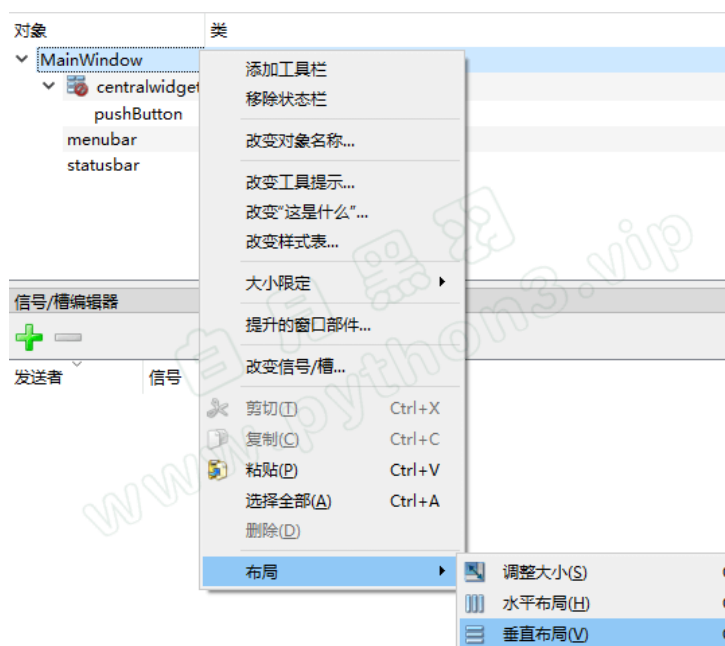 对象 类
MainWindow
centralwidget
pushButton
menubar
statusbar
添加工具栏
移除状态栏
改变对象名称...
改变工具提示...
改变“这是什么”...
改变样式表...
大小限定
提升的窗口部件...
改变信号/槽...
剪切(T) Ctrl+X
复制(C) Ctrl+C
粘贴(P) Ctrl+V
选择全部(A) Ctrl+A
删除(D)
布局
信号/槽编辑器
发送者 信号
调整大小(S)
水平布局(H)
垂直布局(V)
白月黑羽
www.python3.vip